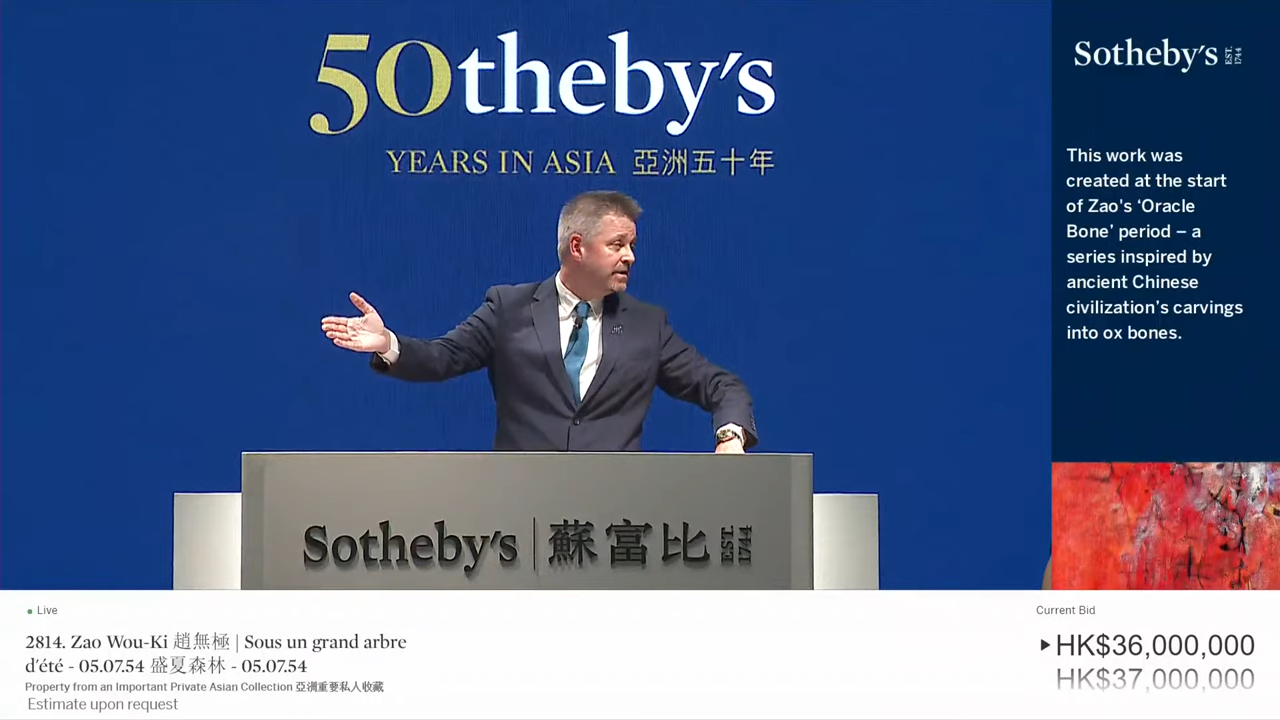 50theby's
YEARS IN ASIA 亞洲五十年
Sotheby's EST. 1744
This work was
created at the start
of Zao's ‘Oracle
Bone’ period – a
series inspired by
ancient Chinese
civilization’s carvings
into ox bones.
Sotheby's | 蘇富比 EST. 1744
Live
2814. Zao Wou-Ki 趙無極 | Sous un grand arbre
d'été - 05.07.54 盛夏森林 - 05.07.54
Property from an Important Private Asian Collection 亞洲重要私人收藏
Estimate upon request
Current Bid
HK$36,000,000
HK$37,000,000